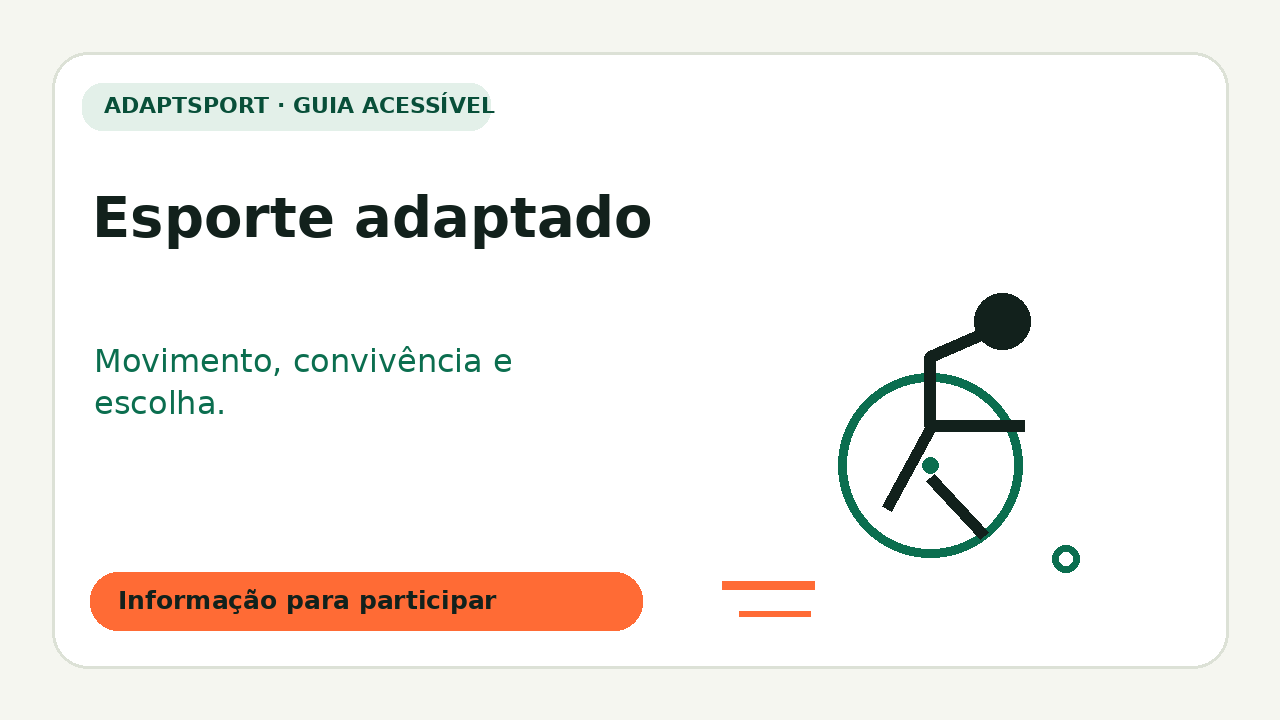 ADAPTSPORT · GUIA ACESSÍVEL
Esporte adaptado
Movimento, convivência e
escolha.
Informação para participar